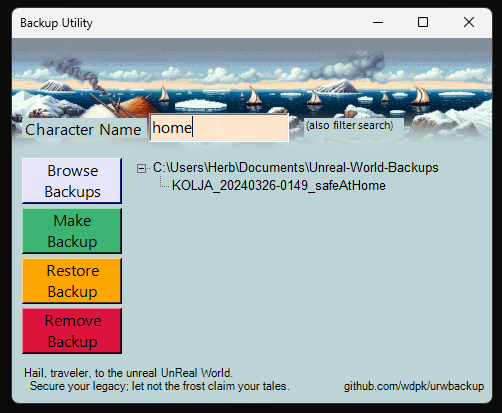 Backup Utility
Character Name home (also filter search)
Browse
Backups
Make
Backup
Restore
Backup
Remove
Backup
C:\Users\Herb\Documents\Unreal-World-Backups
KOLJA_20240326-0149_safeAtHome
Hail, traveler, to the unreal UnReal World.
Secure your legacy; let not the frost claim your tales.
github.com/wdpk/urwbackup